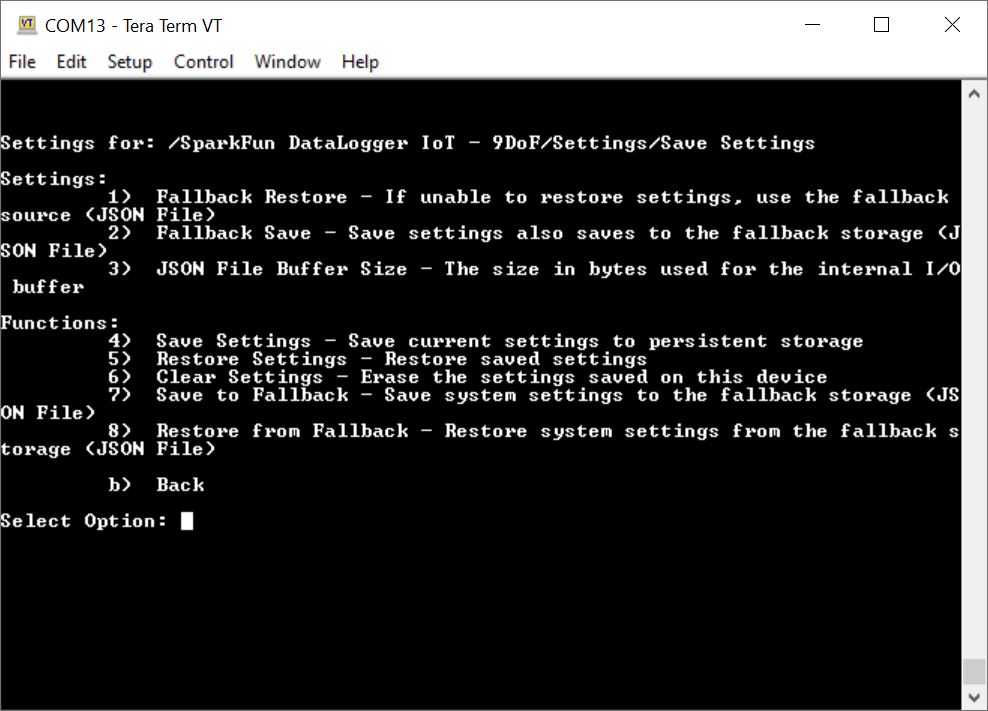 COM13 - Tera Term VT
File Edit Setup Control Window Help
Settings for: /SparkFun DataLogger IoT - 9DoF/Settings/Save Settings
Settings:
1) Fallback Restore - If unable to restore settings, use the fallback
source (JSON File)
2) Fallback Save - Save settings also saves to the fallback storage (J
SON File)
3) JSON File Buffer Size - The size in bytes used for the internal I/O
buffer
Functions:
4) Save Settings - Save current settings to persistent storage
5) Restore Settings - Restore saved settings
6) Clear Settings - Erase the settings saved on this device
7) Save to Fallback - Save system settings to the fallback storage (JS
ON File)
8) Restore from Fallback - Restore system settings from the fallback s
torage (JSON File)
b) Back
Select Option: